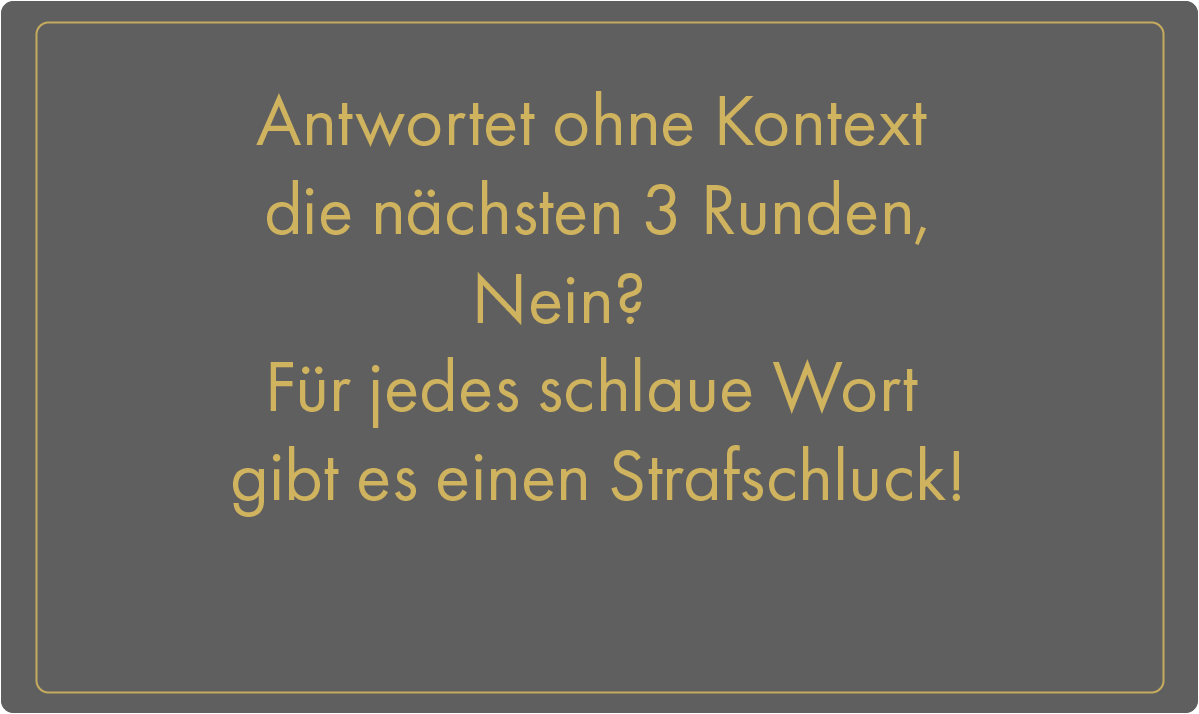 Antwortet ohne Kontext
die nächsten 3 Runden,
Nein?
Für jedes schlaue Wort
gibt es einen Strafschluck!